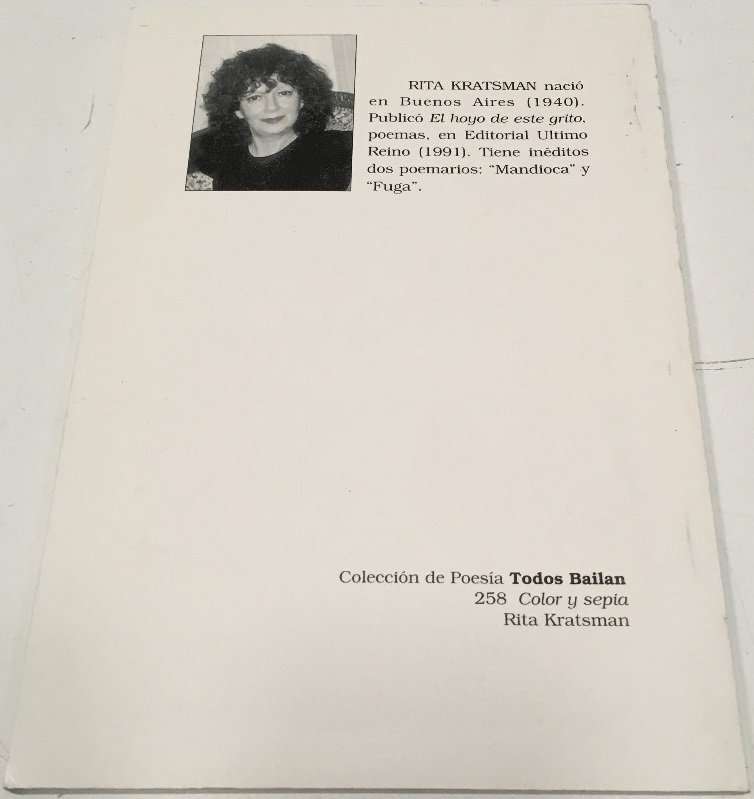 RITA KRATSMAN nació
en Buenos Aires (1940).
Publicó El hoyo de este grito,
poemas, en Editorial Ultimo
Reino (1991). Tiene inéditos
dos poemarios: “Mandioca” y
“Fuga”.
Colección de Poesía Todos Bailan
258 Color y sepia
Rita Kratsman